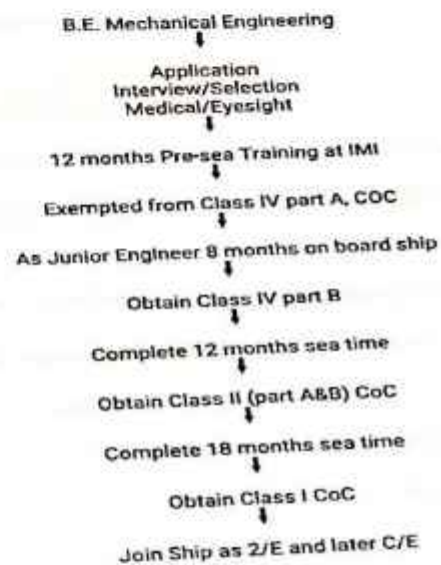 B.E. Mechanical Engineering
Application
Interview/Selection
Medical/Eyesight
12 months Pre-sea Training at IMI
Exempted from Class IV part A, COC
As Junior Engineer 8 months on board ship
Obtain Class IV part B
Complete 12 months sea time
Obtain Class II (part A&B) CoC
Complete 18 months sea time
Obtain Class I CoC
Join Ship as 2/E and later C/E